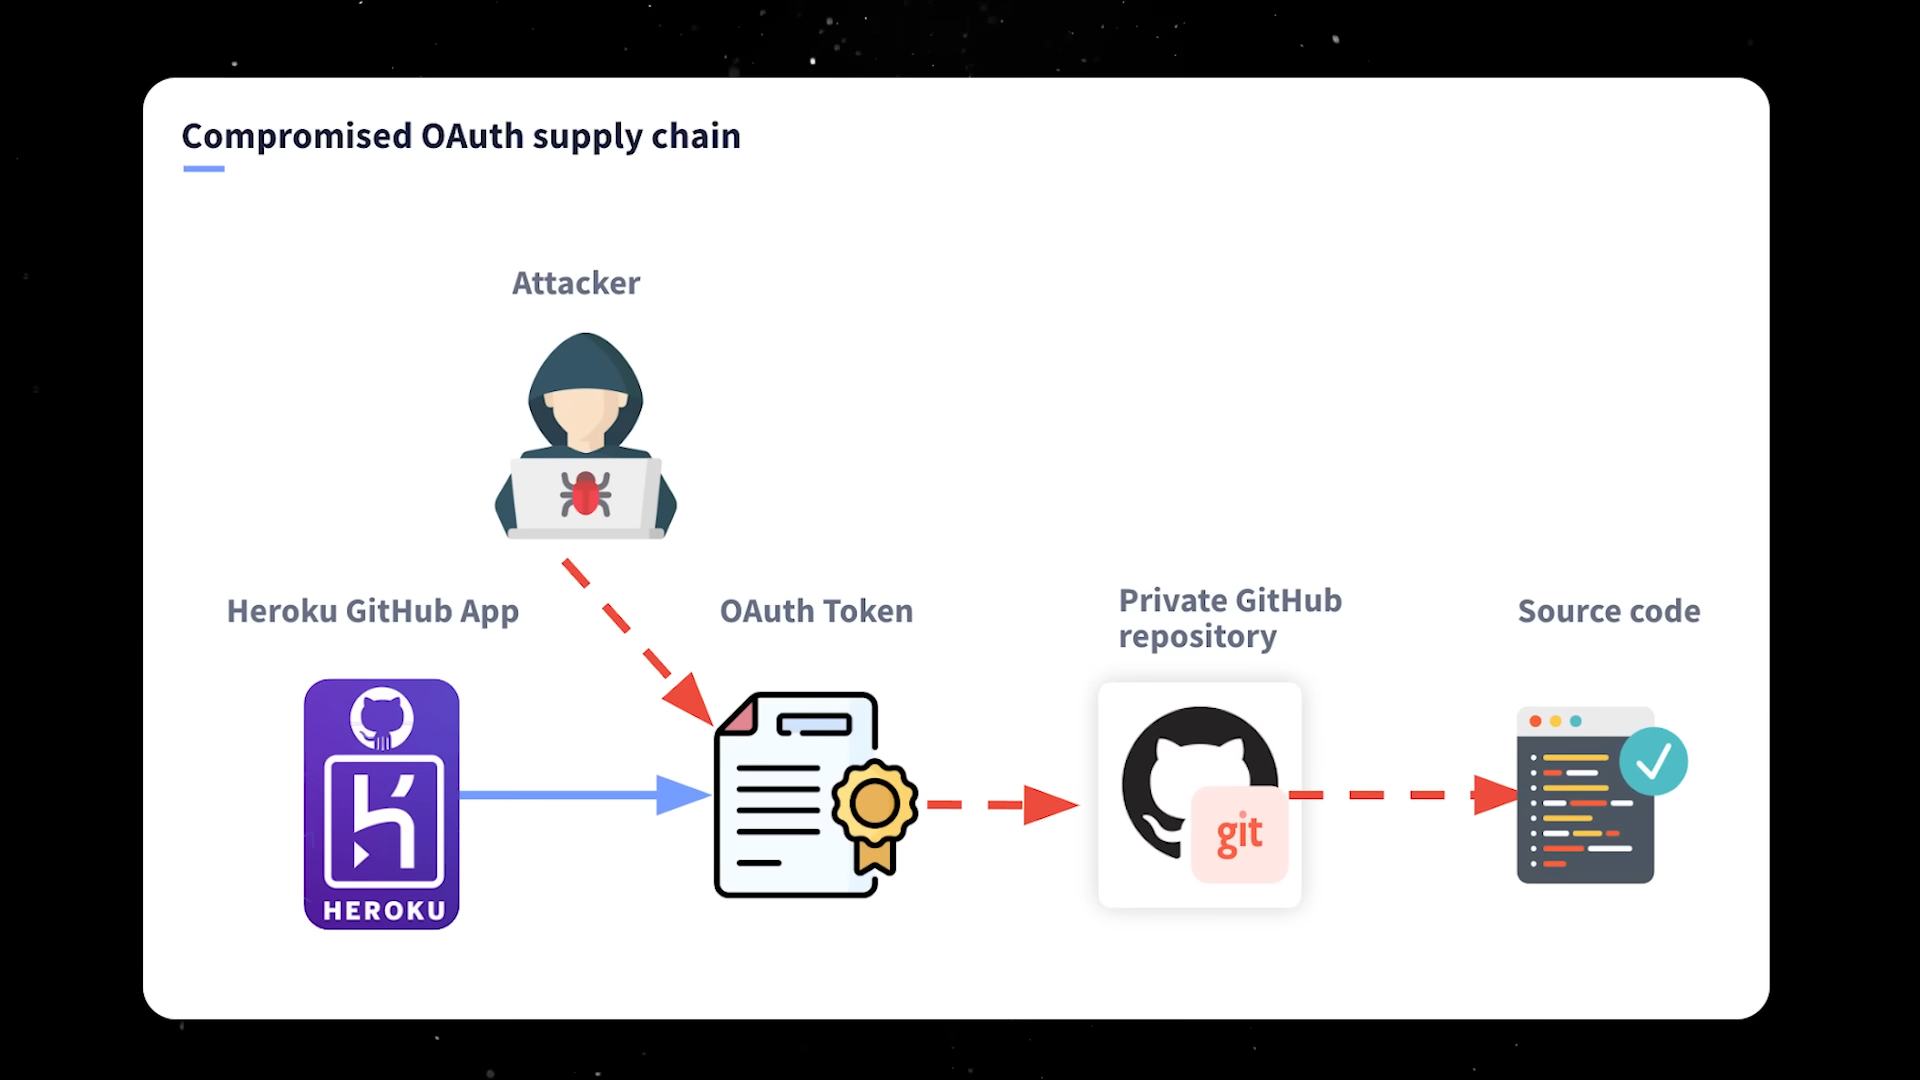 Compromised OAuth supply chain
Attacker
Heroku GitHub App
OAuth Token
Private GitHub
repository
Source code
HEROKU
git